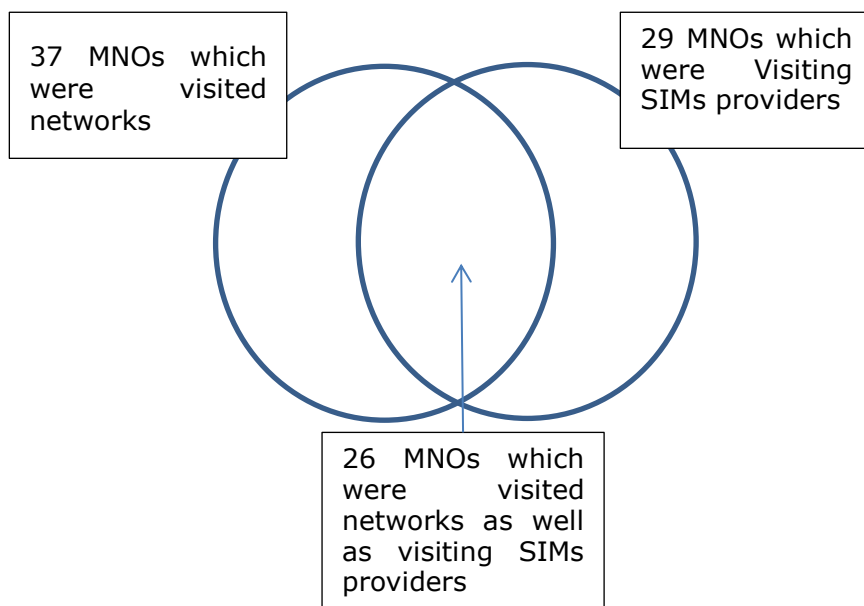 37 MNOs which
were visited
networks
29 MNOs which
were Visiting
SIMs providers
26 MNOs which
were visited
networks as well
as visiting SIMs
providers